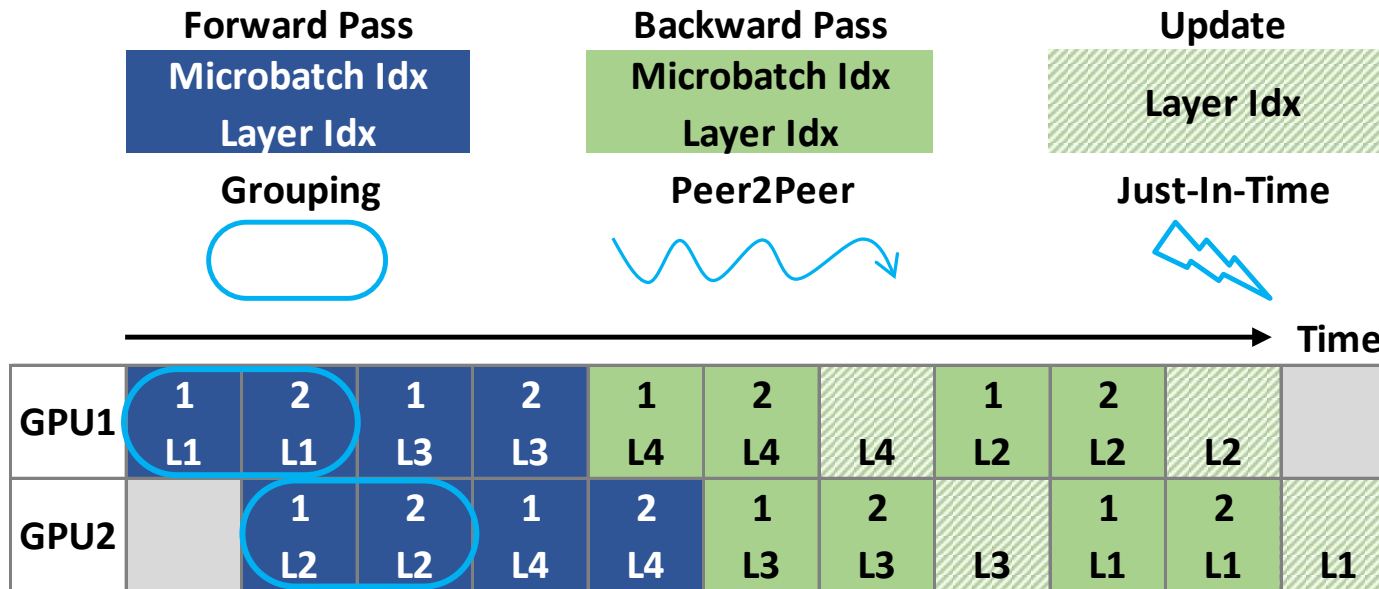 Forward Pass Backward Pass Update
Microbatch Idx Microbatch Idx
Layer Idx Layer Idx Layer Idx
Grouping Peer2Peer Just-In-Time
Time
GPU1
1 2 1 2 1 2 1 2
L1 L1 L3 L3 L4 L4 L4 L2 L2 L2
GPU2
1 2 1 2 1 2 1 2
L2 L2 L4 L4 L3 L3 L3 L1 L1 L1